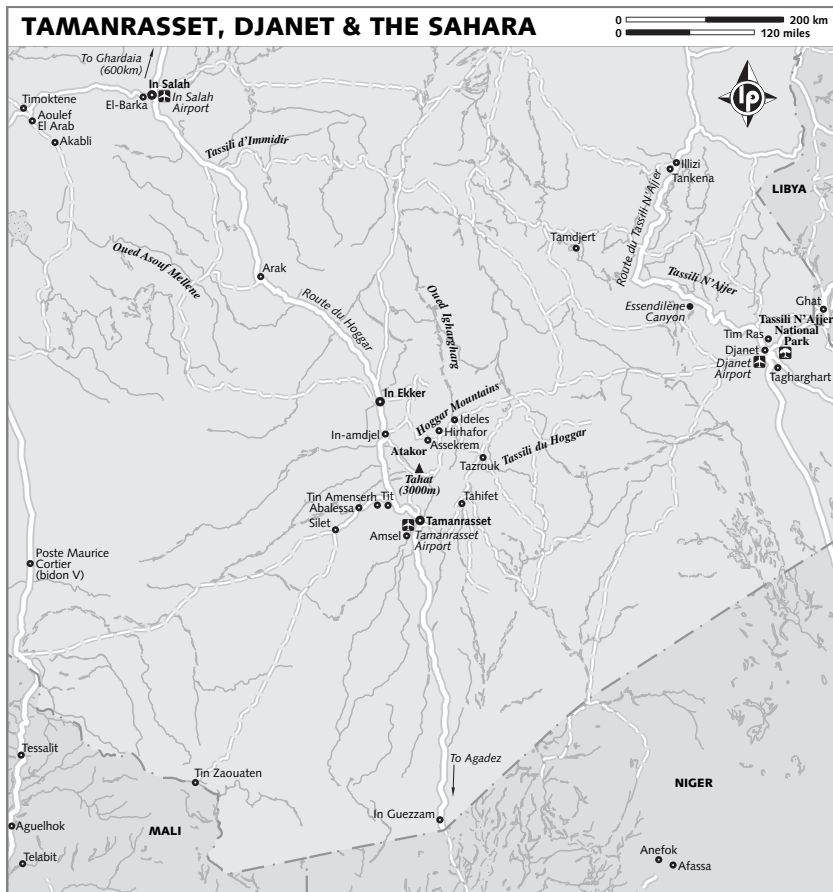 TAMANRASSET, DJANET & THE SAHARA
0 200 km
0 120 miles
To Ghardaia
(600km)
In Salah
El-Barka
In Salah
Airport
Timoktene
Aoulef
El Arab
Akabli
Tassili d'Immidir
lp
Illizi
Tankena
LIBYA
Route du Tassili N'Ajjer
Tamdjert
Oued Asouf Mellene
Arak
Route du Hoggar
Oued Igharghar
Tassili N'Ajjer
Essendilène
Canyon
Ghat
Tassili N'Ajjer
National
Park
Tim Ras
Djanet
Djanet
Airport
Tagharghart
In Ekker
Hoggar Mountains
Ideles
Hirhafor
Assekrem
In-amdjel
Atakor
Tassili du Hoggar
Tazrouk
Tahat
(3000m)
Tin Amenserh
Tit
Abalessa
Silet
Tahifet
Tamanrasset
Amsel
Tamanrasset
Airport
Poste Maurice
Cortier
(bidon V)
Tessalit
Tin Zaouaten
To Agadez
NIGER
In Guezzam
Aguelhok
MALI
Telabit
Anefok
Afassa